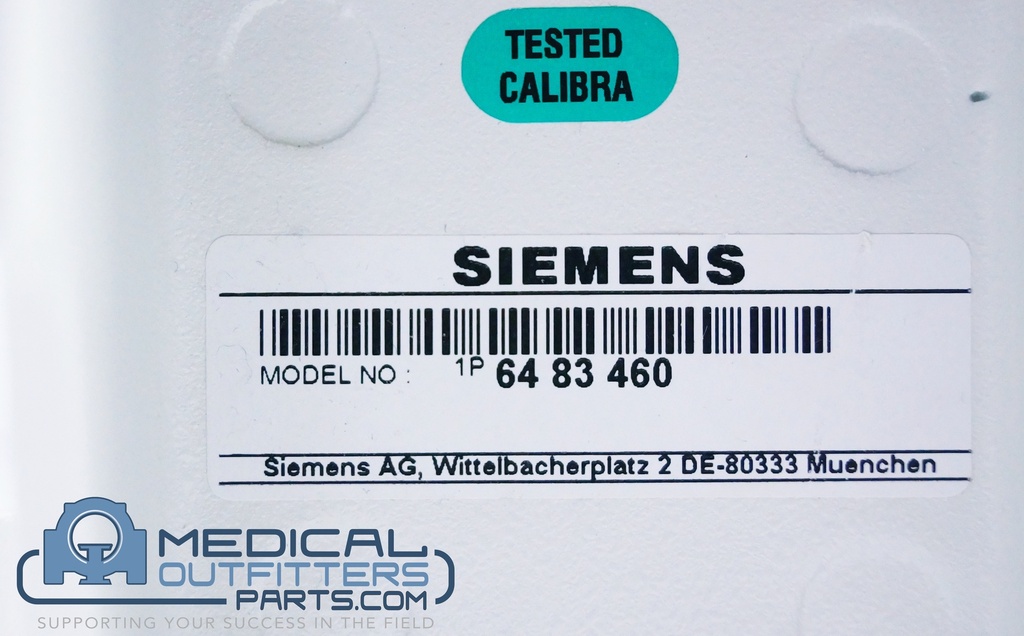 TESTED
CALIBRA
SIEMENS
MODEL NO : 1P 64 83 460
Siemens AG, Wittelbacherplatz 2 DE-80333 Muenchen
MEDICAL
OUTFITTERS
PARTS.COM
SUPPORTING YOUR SUCCESS IN THE FIELD